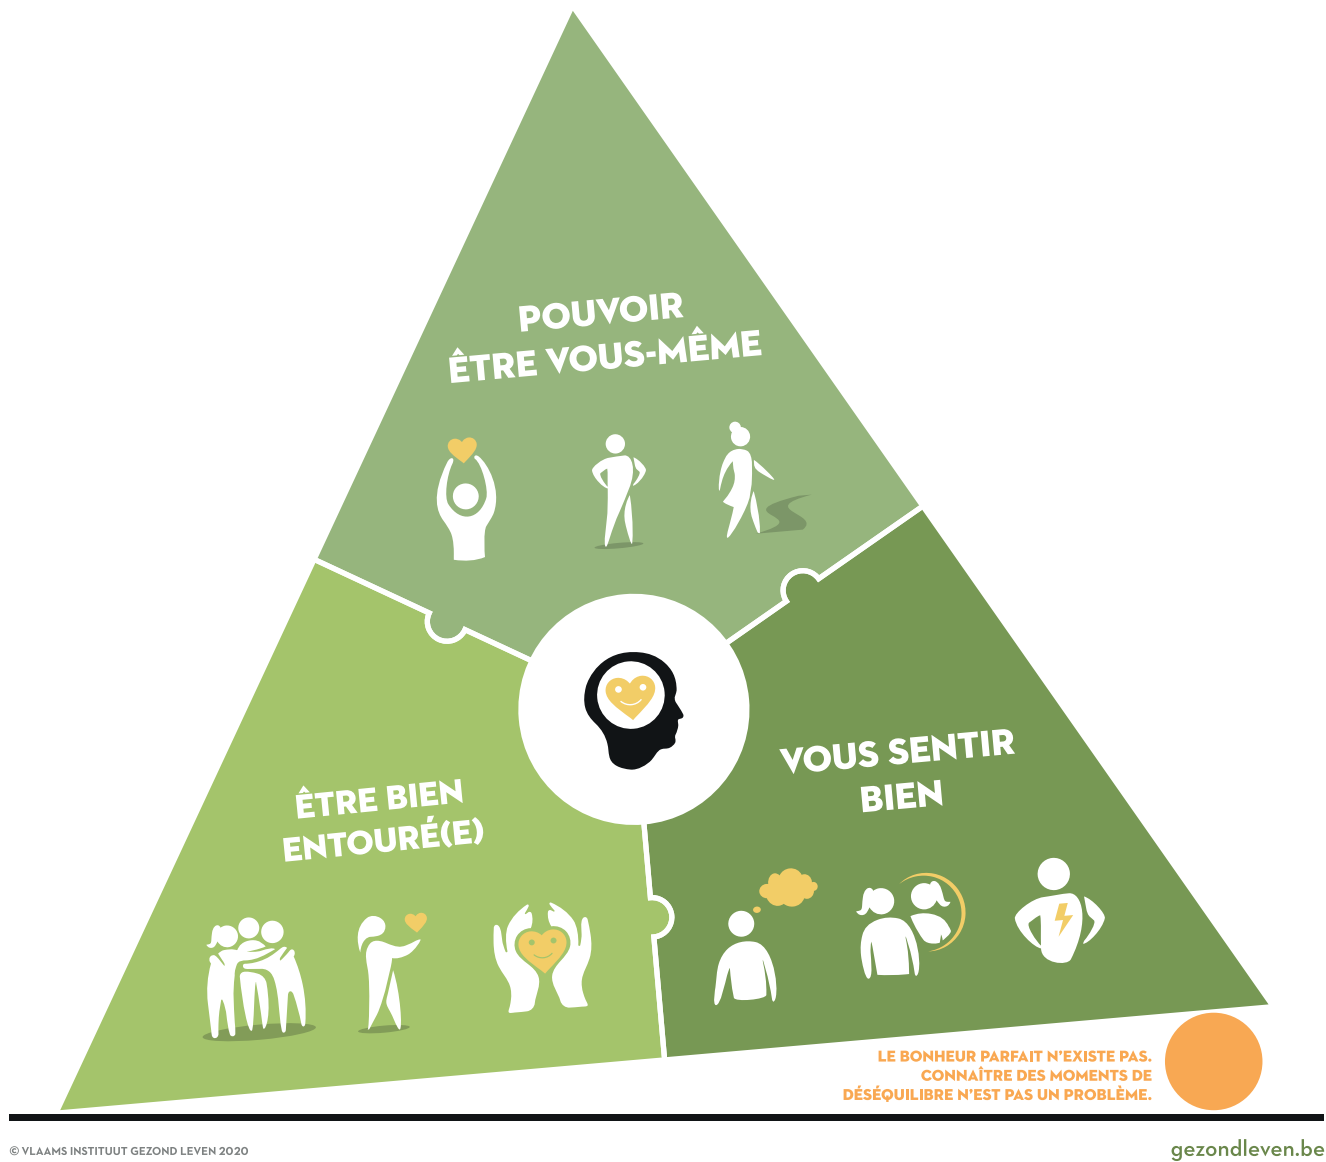 POUVOIR
ÊTRE VOUS-MÊME
ÊTRE BIEN
ENTOURÉ(E)
VOUS SENTIR
BIEN
LE BONHEUR PARFAIT N'EXISTE PAS.
CONNAÎTRE DES MOMENTS DE
DÉSÉQUILIBRE N'EST PAS UN PROBLÈME.
© VLAAMS INSTITUUT GEZOND LEVEN 2020
gezondleven.be